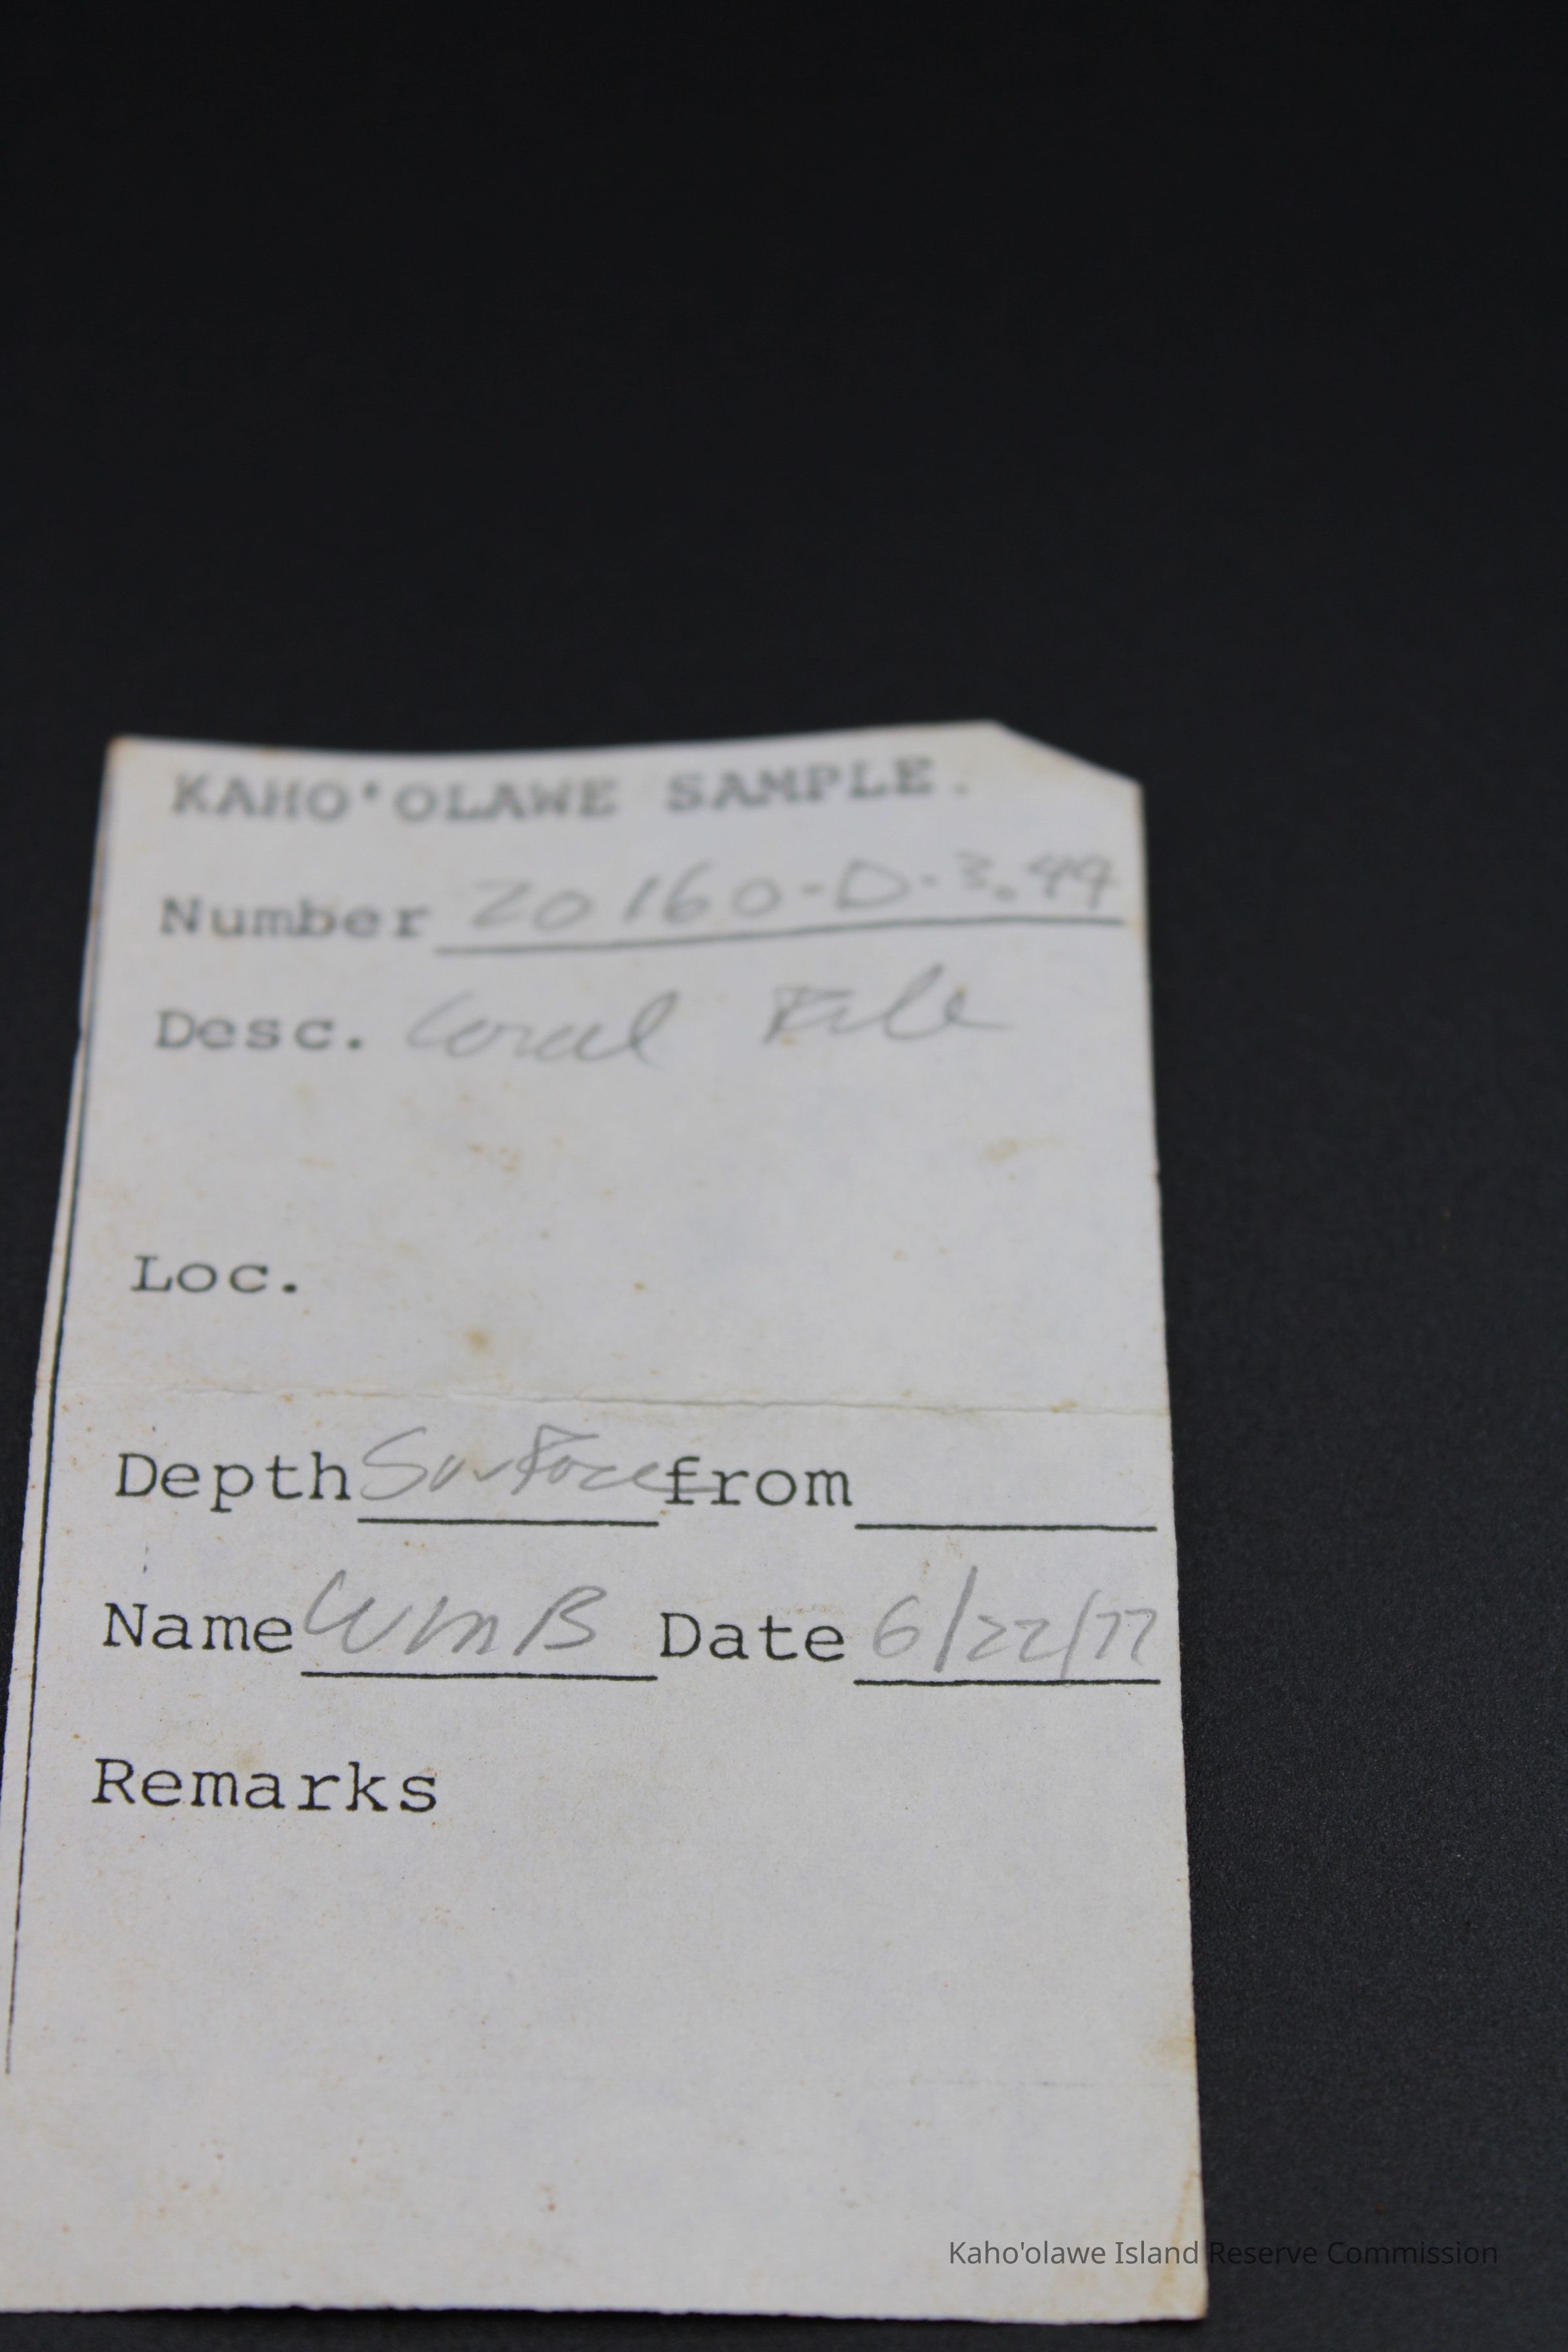 KAHO'OLAWE SAMPLE.
Number 20160-D-3.49
Desc. Coral File
Loc.
Depth Surface from
Name WmB Date 6/22/77
Remarks
Kaho'olawe Island Reserve Commission